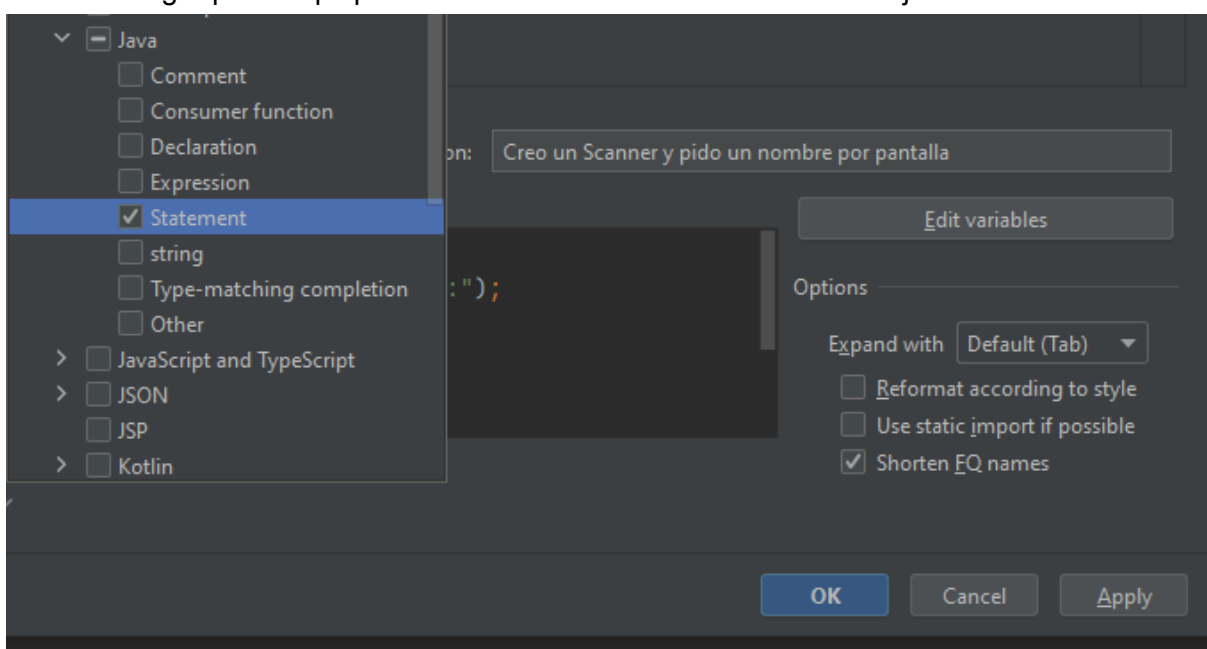 Java
Comment
Consumer function
Declaration
on: Creo un Scanner y pido un nombre por pantalla
Expression
Statement
Edit variables
string
Type-matching completion
:");
Options
Other
Expand with Default (Tab)
JavaScript and TypeScript
Reformat according to style
JSON
Use static import if possible
JSP
Shorten FQ names
Kotlin
OK Cancel Apply